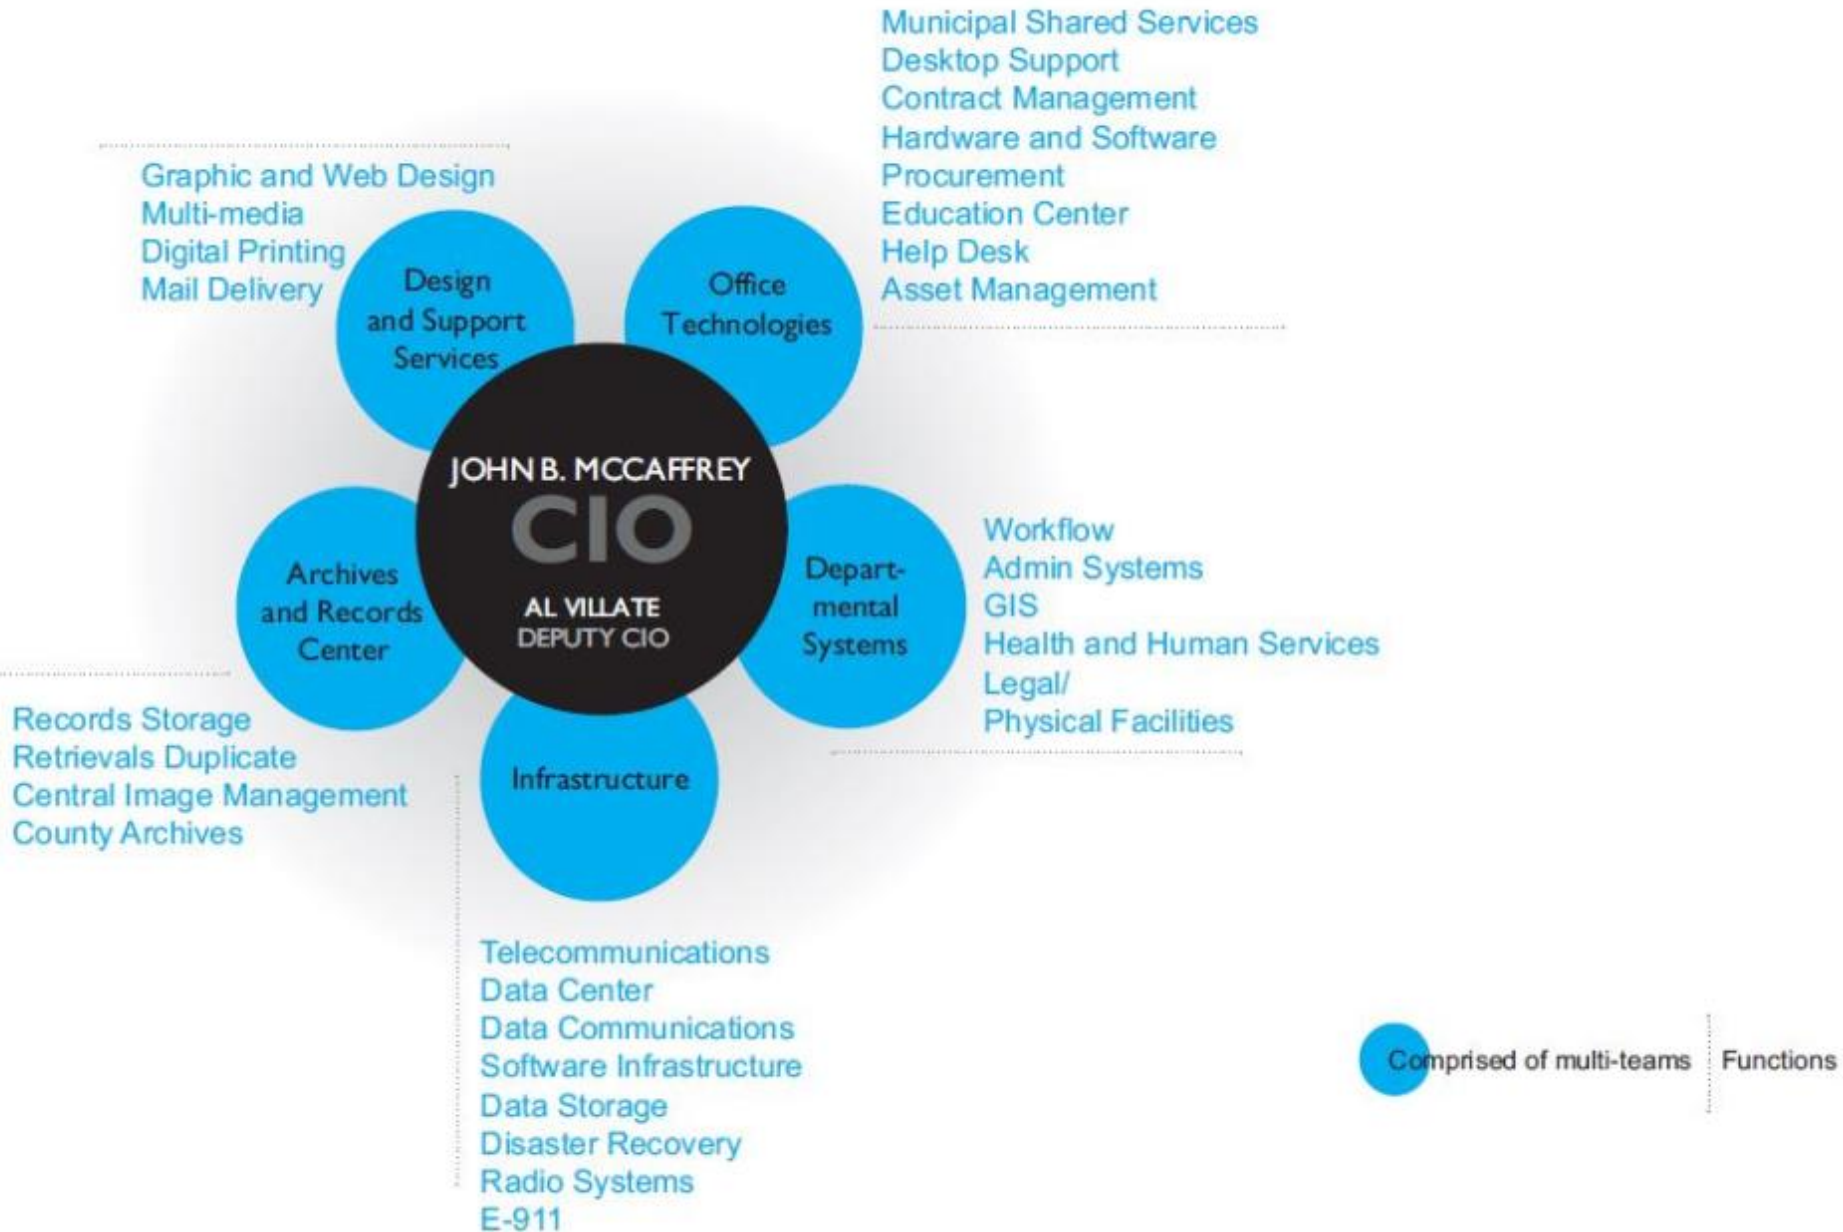 Municipal Shared Services
Desktop Support
Contract Management
Hardware and Software
Procurement
Education Center
Help Desk
Asset Management
Graphic and Web Design
Multi-media
Digital Printing
Mail Delivery
Design
and Support
Services
Office
Technologies
JOHN B. MCCAFFREY
CIO
AL VILLATE
DEPUTY CIO
Archives
and Records
Center
Depart-
mental
Systems
Workflow
Admin Systems
GIS
Health and Human Services
Legal/
Physical Facilities
Records Storage
Retrievals Duplicate
Central Image Management
County Archives
Infrastructure
Telecommunications
Data Center
Data Communications
Software Infrastructure
Data Storage
Disaster Recovery
Radio Systems
E-911
Comprised of multi-teams
Functions